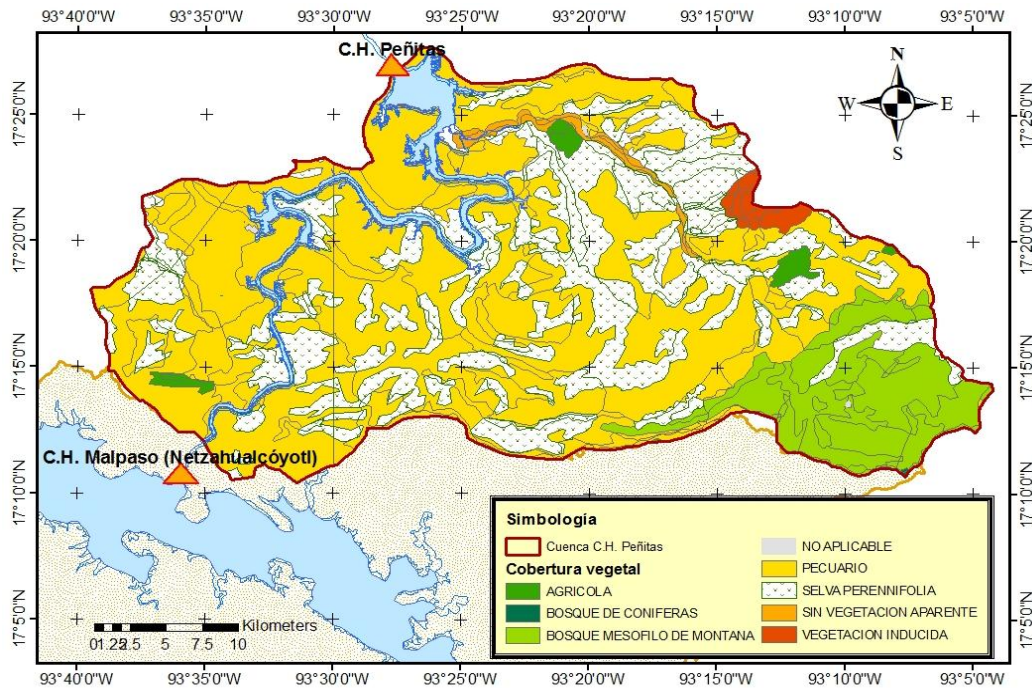 93°40'0"W 93°35'0"W 93°30'0"W 93°25'0"W 93°20'0"W 93°15'0"W 93°10'0"W 93°5'0"W
C.H. Peñitas
N
W E
S
17°25'0"N 17°25'0"N
17°20'0"N 17°20'0"N
17°15'0"N 17°15'0"N
C.H. Malpaso (Netzahualcóyotl)
17°10'0"N 17°10'0"N
Simbología
Cuenca C.H. Peñitas
Cobertura vegetal
AGRICOLA
BOSQUE DE CONIFERAS
BOSQUE MESOFILO DE MONTANA
NO APLICABLE
PECUARIO
SELVA PERENNIFOLIA
SIN VEGETACION APARENTE
VEGETACION INDUCIDA
17°5'0"N 17°5'0"N
Kilometers
01.252.5 5 7.5 10
93°40'0"W 93°35'0"W 93°30'0"W 93°25'0"W 93°20'0"W 93°15'0"W 93°10'0"W 93°5'0"W